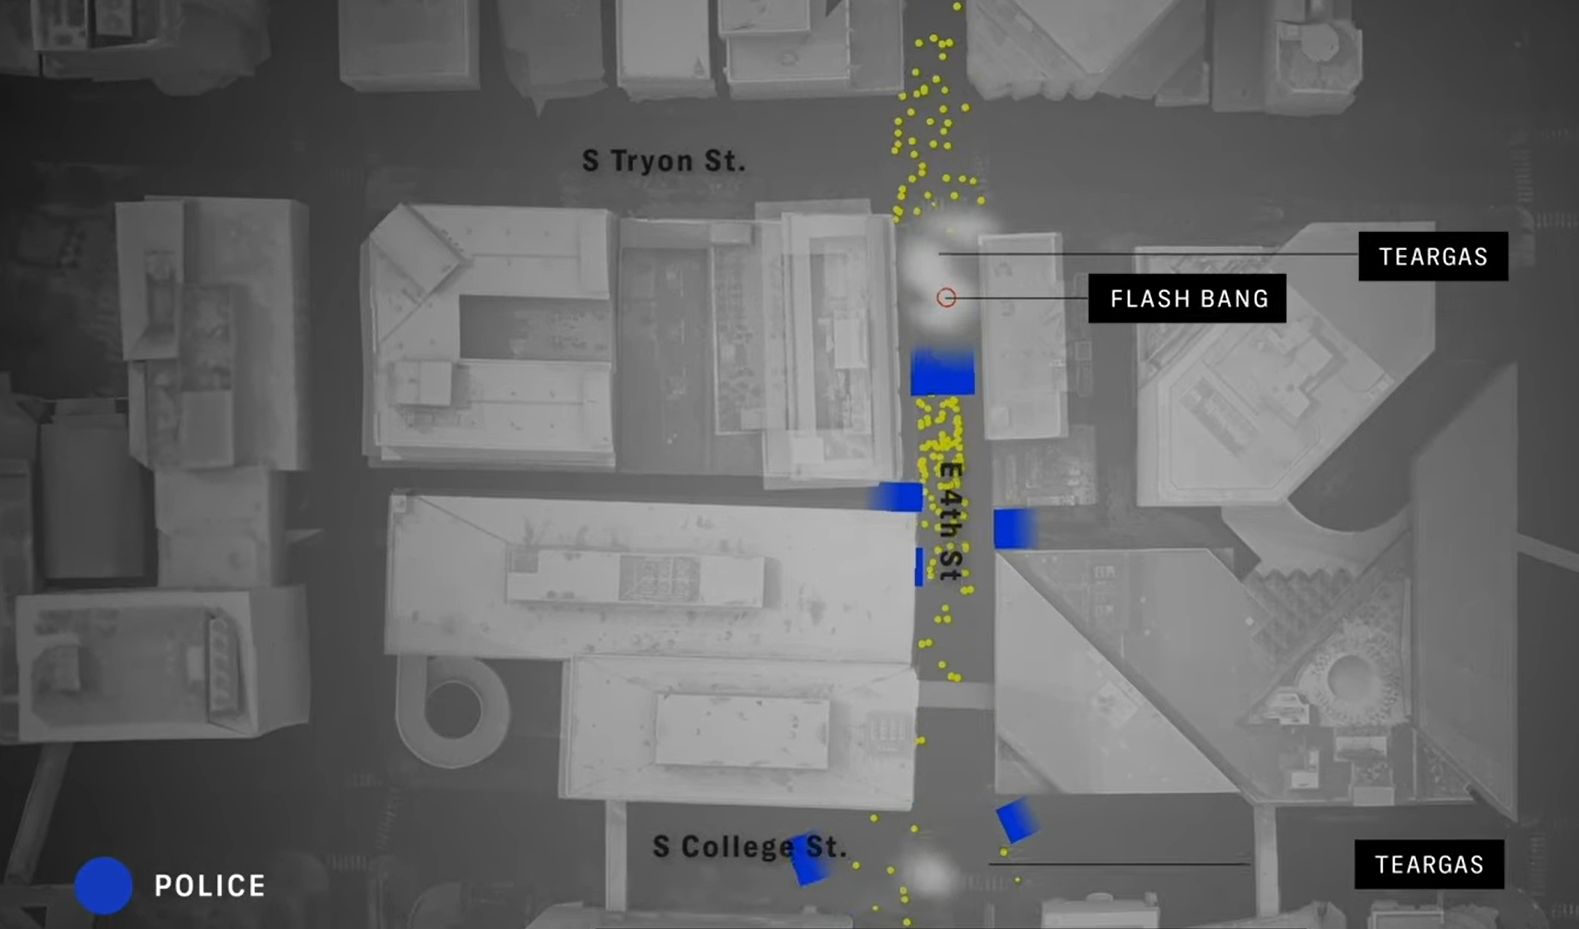 S Tryon St.
TEARGAS
FLASH BANG
E 4th St
S College St.
TEARGAS
POLICE